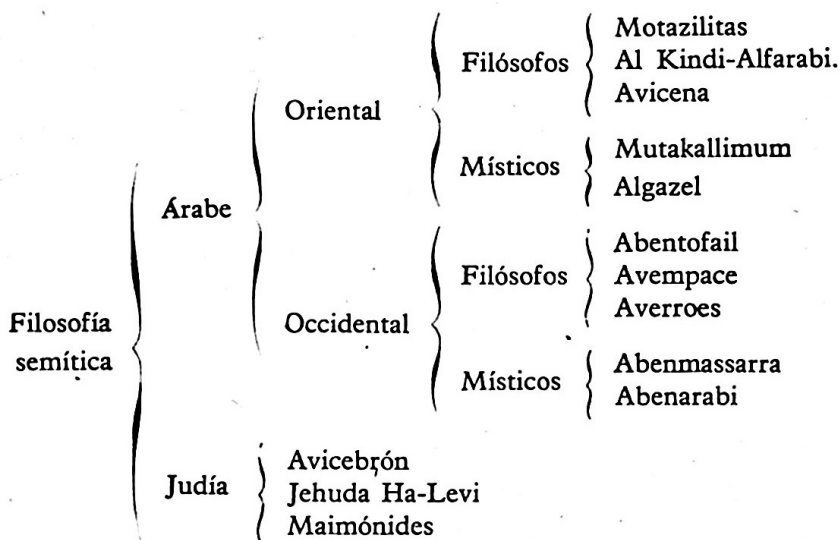 Filosofía
semítica
Árabe
Oriental
Filósofos
Motazilitas
Al Kindi-Alfarabi.
Avicena
Místicos
Mutakallimum
Algazel
Occidental
Filósofos
Abentofail
Avempace
Averroes
Místicos
Abenmassarra
Abenarabi
Judía
Avicebrón
Jehuda Ha-Levi
Maimónides